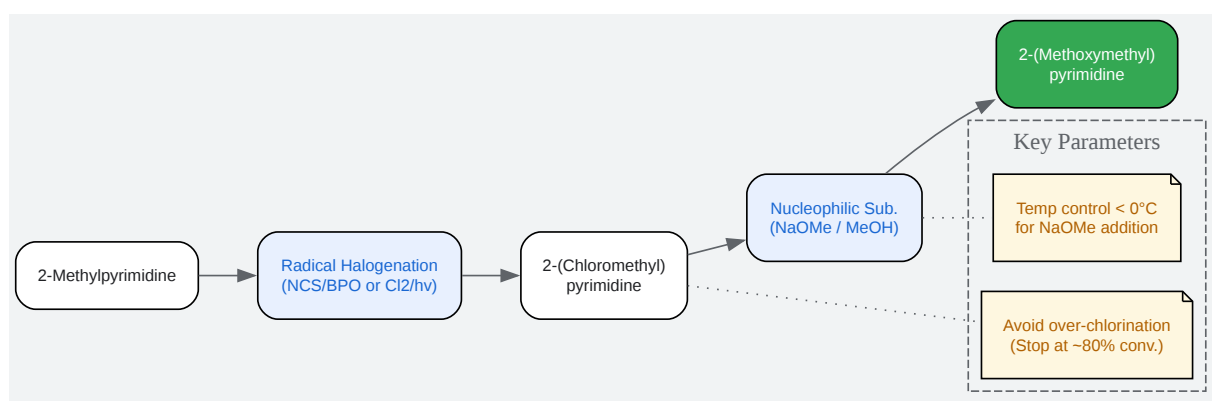 2-Methylpyrimidine
Radical Halogenation
(NCS/BPO or Cl2/hv)
2-(Chloromethyl)
pyrimidine
Nucleophilic Sub.
(NaOMe / MeOH)
2-(Methoxymethyl)
pyrimidine
Key Parameters
Temp control < 0°C
for NaOMe addition
Avoid over-chlorination
(Stop at ~80% conv.)